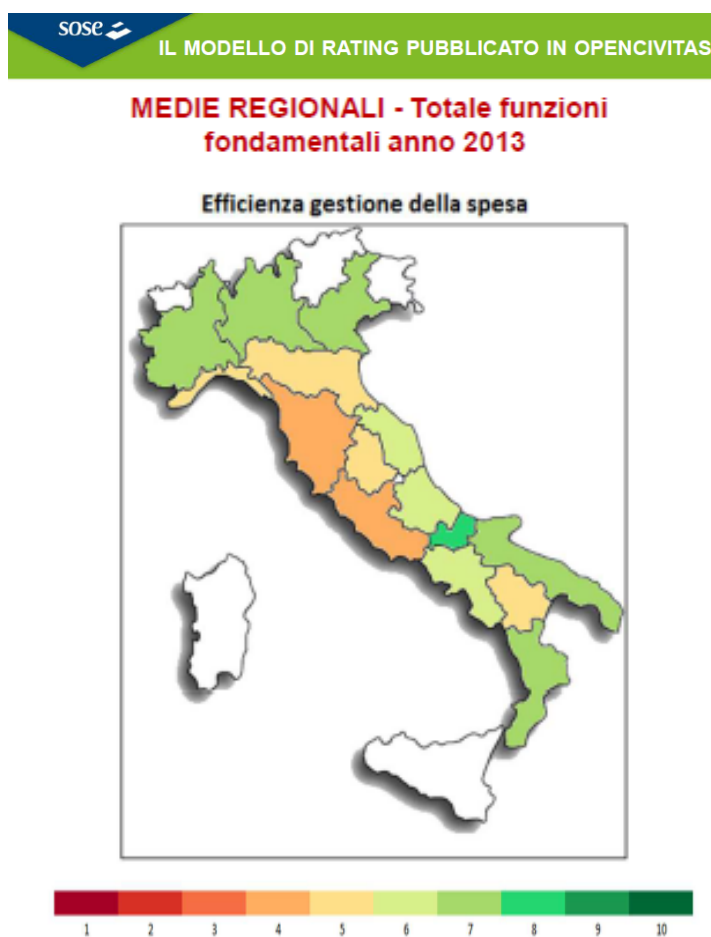 sose
IL MODELLO DI RATING PUBBLICATO IN OPENCIVITAS
MEDIE REGIONALI - Totale funzioni
fondamentali anno 2013
Efficienza gestione della spesa
1 2 3 4 5 6 7 8 9 10